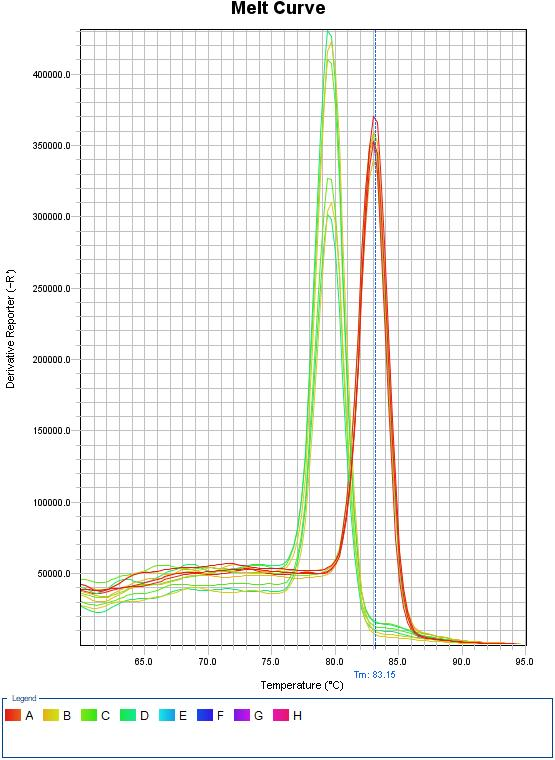 Melt Curve
Derivative Reporter (-R')
400000.0
350000.0
300000.0
250000.0
200000.0
150000.0
100000.0
50000.0
65.0 70.0 75.0 80.0 85.0 90.0 95.0
Tm: 83.15
Temperature (°C)
Legend
A B C D E F G H